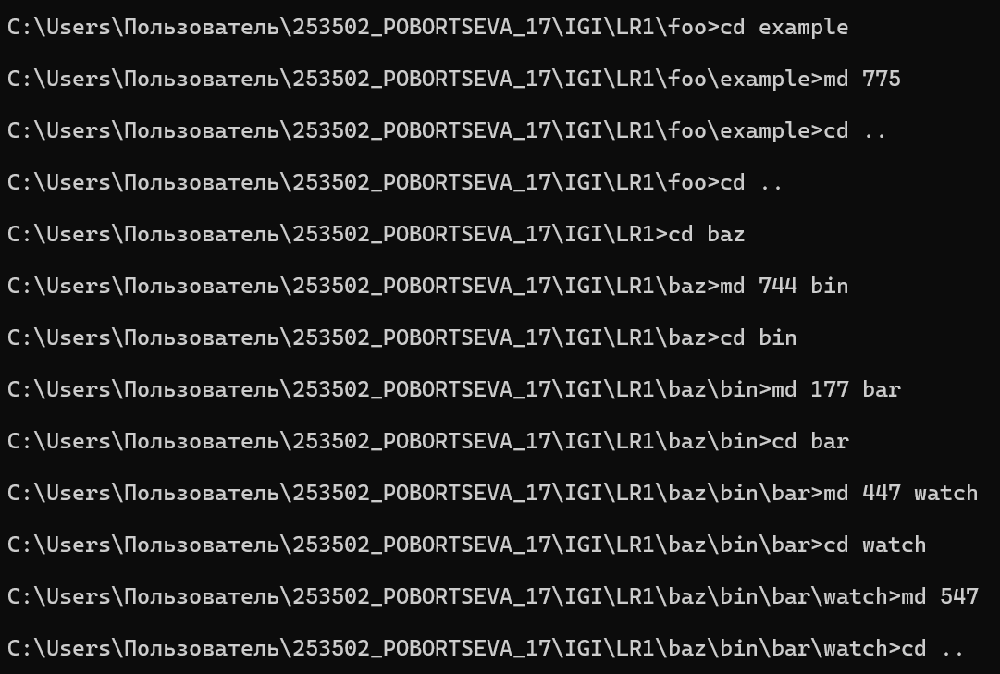 C:\Users\Пользователь\253502_POBORTSEVA_17\IGI\LR1\foo>cd example
C:\Users\Пользователь\253502_POBORTSEVA_17\IGI\LR1\foo\example>md 775
C:\Users\Пользователь\253502_POBORTSEVA_17\IGI\LR1\foo\example>cd ..
C:\Users\Пользователь\253502_POBORTSEVA_17\IGI\LR1\foo>cd ..
C:\Users\Пользователь\253502_POBORTSEVA_17\IGI\LR1>cd baz
C:\Users\Пользователь\253502_POBORTSEVA_17\IGI\LR1\baz>md 744 bin
C:\Users\Пользователь\253502_POBORTSEVA_17\IGI\LR1\baz>cd bin
C:\Users\Пользователь\253502_POBORTSEVA_17\IGI\LR1\baz\bin>md 177 bar
C:\Users\Пользователь\253502_POBORTSEVA_17\IGI\LR1\baz\bin>cd bar
C:\Users\Пользователь\253502_POBORTSEVA_17\IGI\LR1\baz\bin\bar>md 447 watch
C:\Users\Пользователь\253502_POBORTSEVA_17\IGI\LR1\baz\bin\bar>cd watch
C:\Users\Пользователь\253502_POBORTSEVA_17\IGI\LR1\baz\bin\bar\watch>md 547
C:\Users\Пользователь\253502_POBORTSEVA_17\IGI\LR1\baz\bin\bar\watch>cd ..